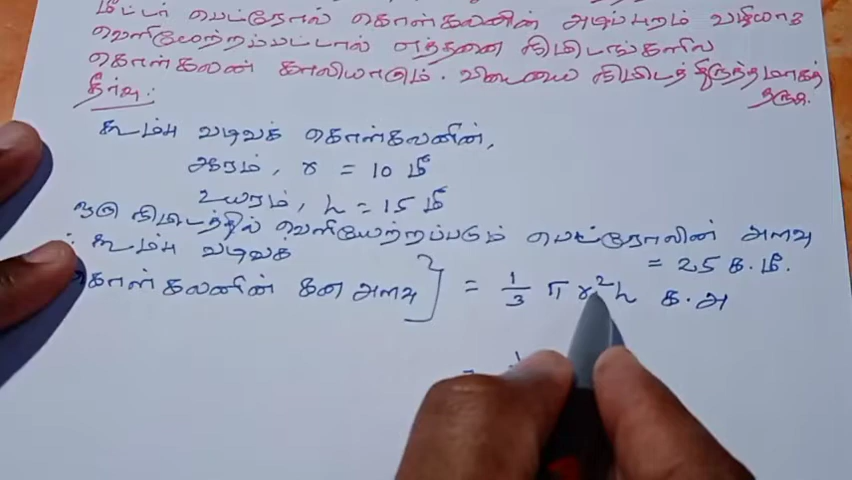 மீட்டர் பெட்ரோல் கொள்கலனின் அடிப்புறம் வழியாக
வெளியேற்றப்பட்டால் எத்தனை நிமிடங்களில்
கொள்கலன் காலியாகும். விடையை நிமிடத் திருத்தமாகத்
தருக.
தீர்வு:
கூம்பு வடிவக் கொள்கலனின்,
ஆரம், r = 10 மீ
உயரம், h = 15 மீ
ஒரு நிமிடத்தில் வெளியேற்றப்படும் பெட்ரோலின் அளவு
= 25 க.மீ.
கூம்பு வடிவக்
கொள்கலனின் கன அளவு } = 1/3 π r²h க.அ
=